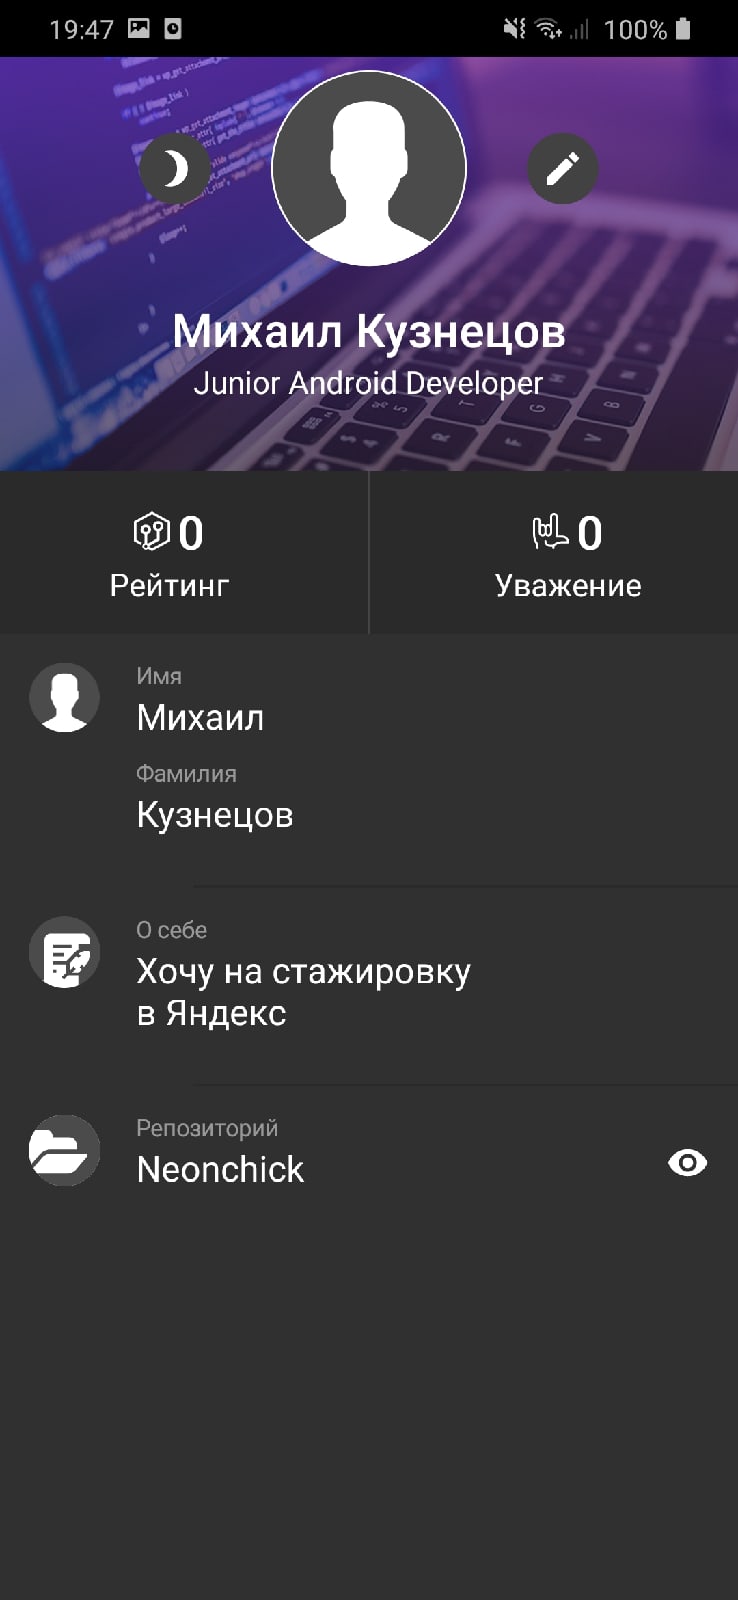 19:47
100%
Михаил Кузнецов
Junior Android Developer
0
Рейтинг
0
Уважение
Имя
Михаил
Фамилия
Кузнецов
О себе
Хочу на стажировку
в Яндекс
Репозиторий
Neonchick